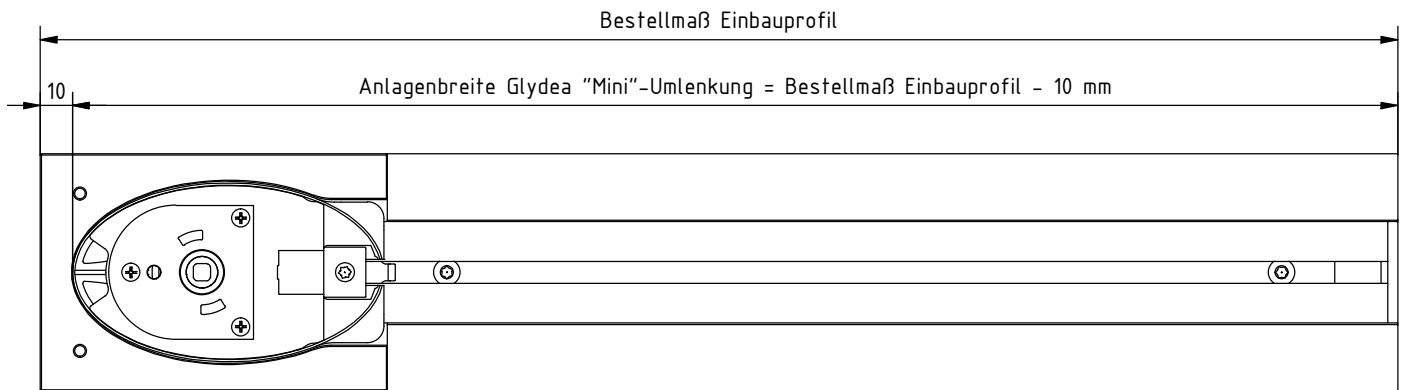 Bestellmaß Einbauprofil
10
Anlagenbreite Glydea "Mini"-Umlenkung = Bestellmaß Einbauprofil - 10 mm